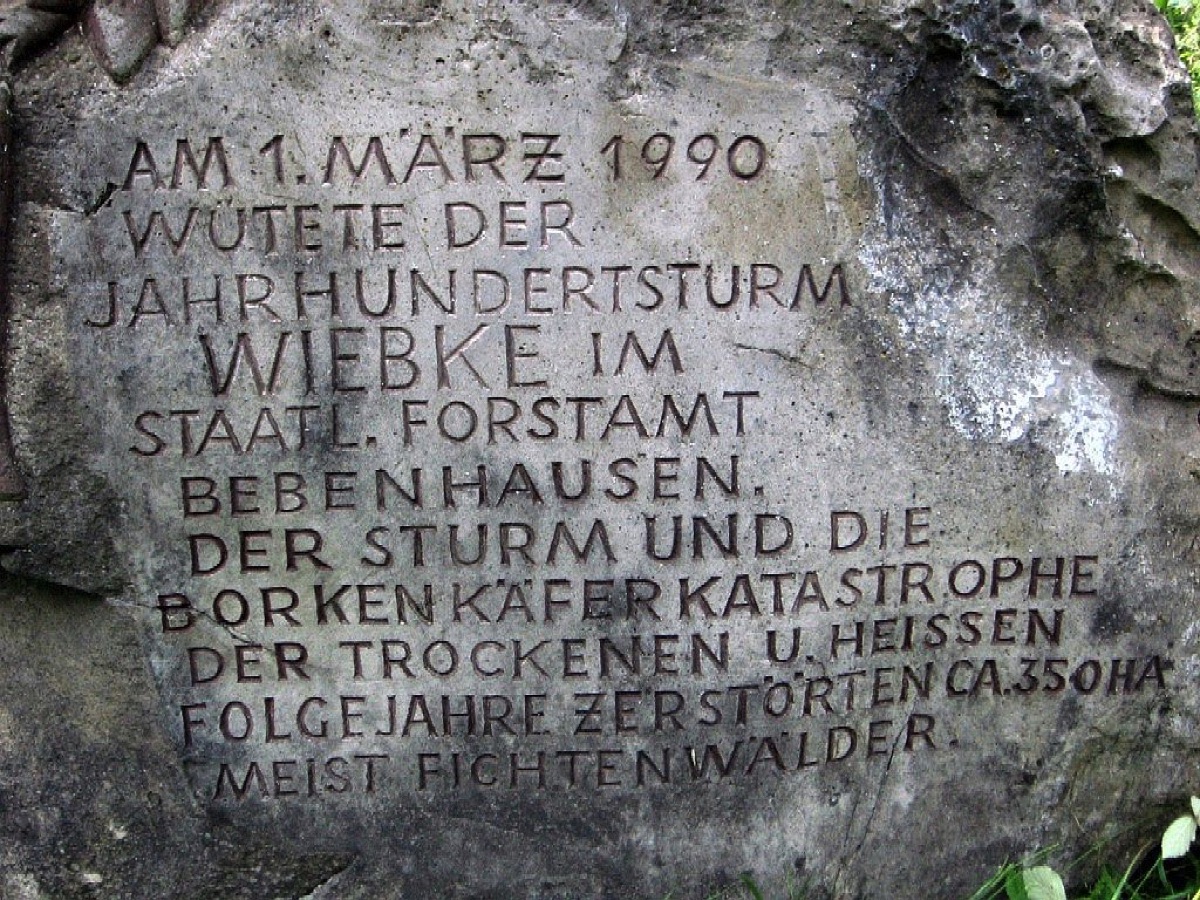 AM 1. MÄRZ 1990
WÜTETE DER
JAHRHUNDERTSTURM
WIEBKE IM
STAATL. FORSTAMT
BEBENHAUSEN.
DER STURM UND DIE
BORKENKÄFERKATASTROPHE
DER TROCKENEN U. HEISSEN
FOLGEJAHRE ZERSTÖRTEN CA. 350 HA
MEIST FICHTENWÄLDER.